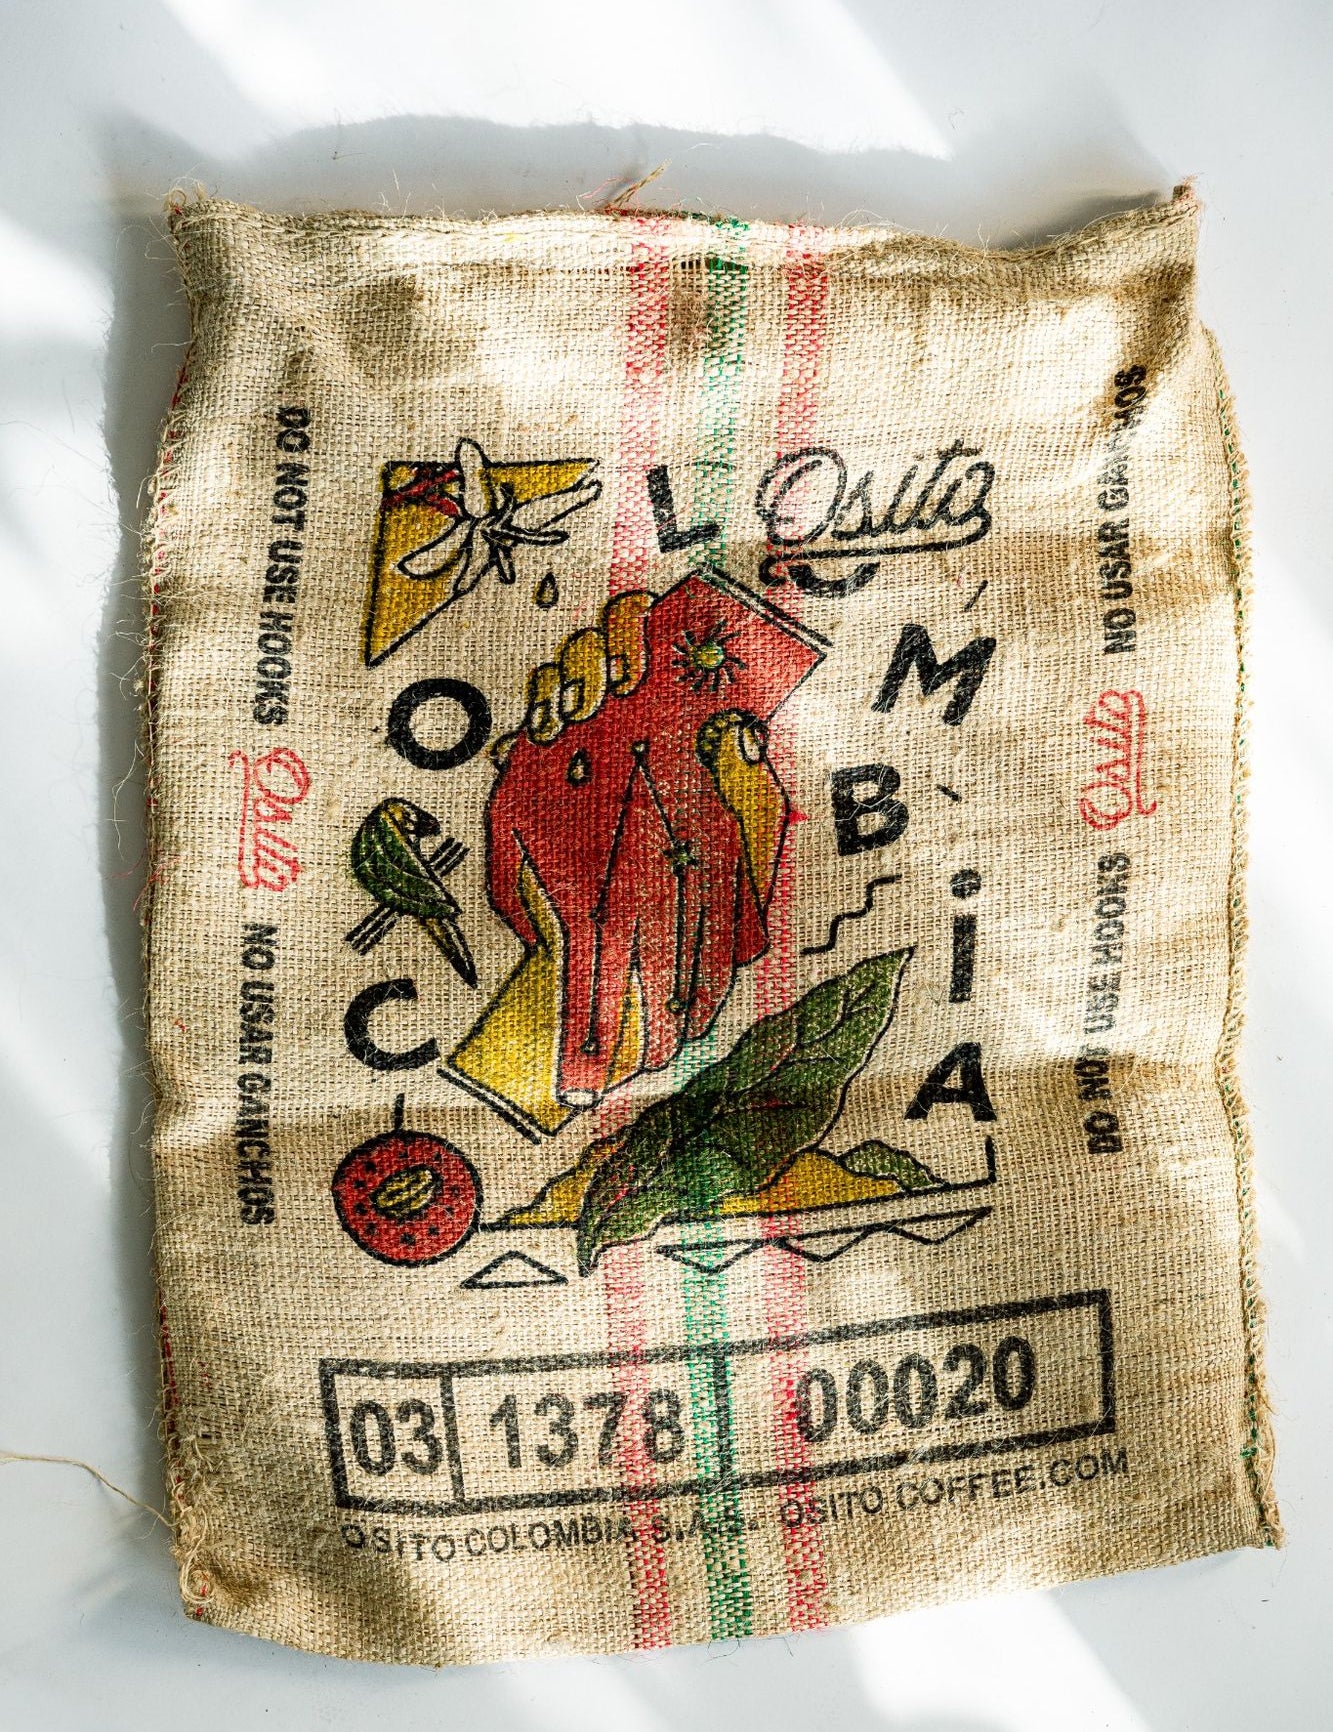 Osito
COLOMBiA
DO NOT USE HOOKS Osito NO USAR GANCHOS
DO NOT USE HOOKS Osito NO USAR GANCHOS
03 1378 00020
OSITO COLOMBIA S.A.S. OSITO COFFEE.COM